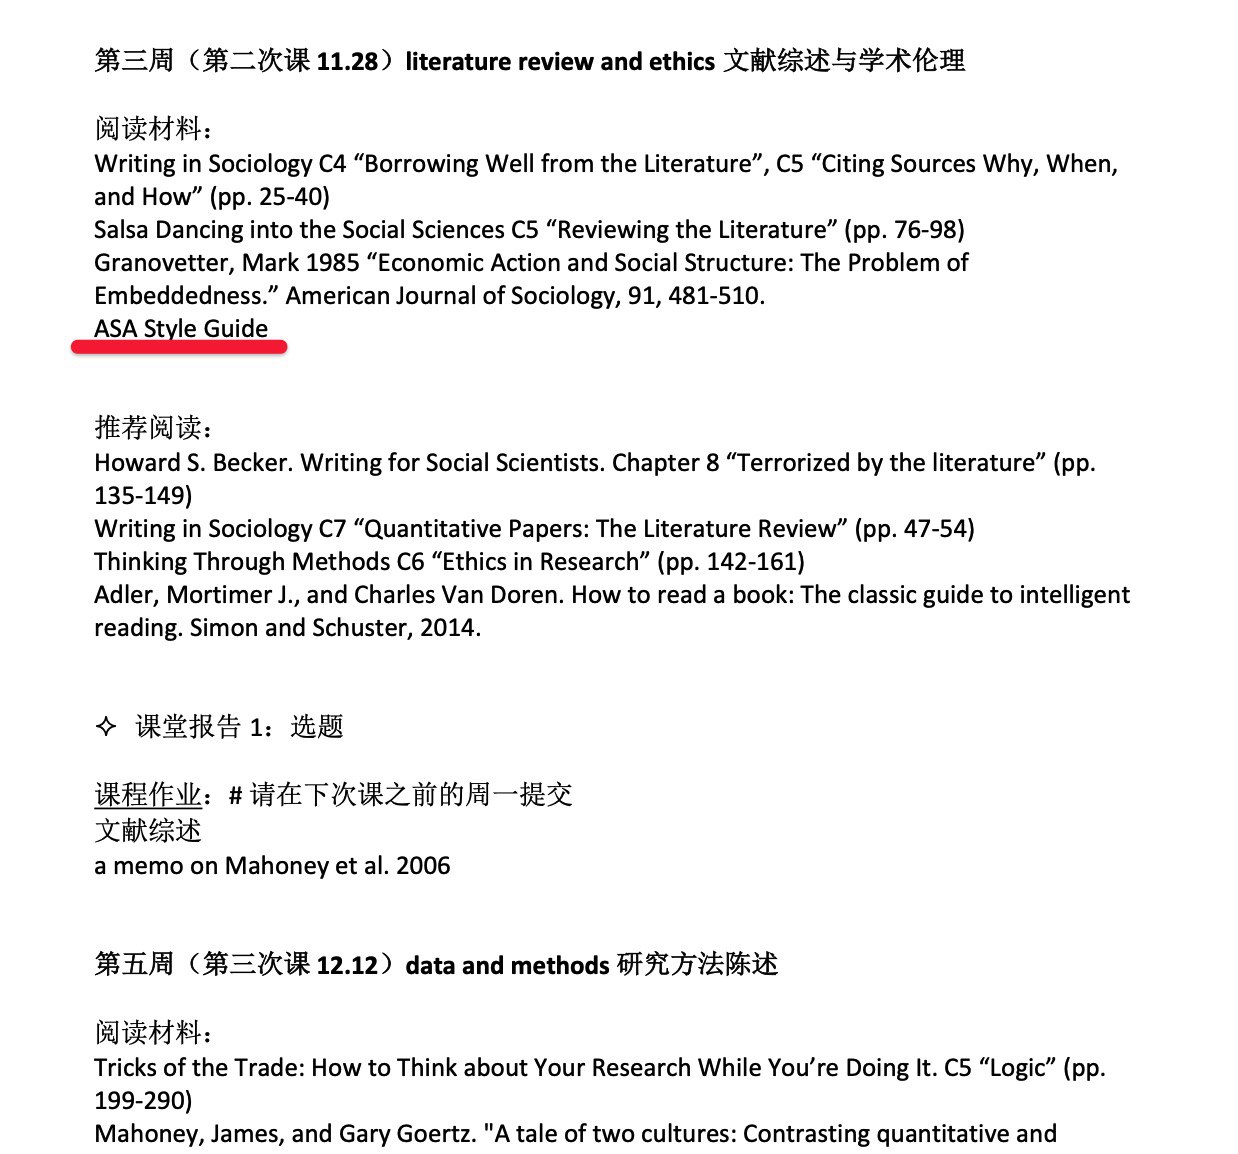 第三周（第二次课 11.28）literature review and ethics 文献综述与学术伦理
阅读材料：
Writing in Sociology C4 “Borrowing Well from the Literature”, C5 “Citing Sources Why, When,
and How” (pp. 25-40)
Salsa Dancing into the Social Sciences C5 “Reviewing the Literature” (pp. 76-98)
Granovetter, Mark 1985 “Economic Action and Social Structure: The Problem of
Embeddedness.” American Journal of Sociology, 91, 481-510.
ASA Style Guide
推荐阅读：
Howard S. Becker. Writing for Social Scientists. Chapter 8 “Terrorized by the literature” (pp.
135-149)
Writing in Sociology C7 “Quantitative Papers: The Literature Review” (pp. 47-54)
Thinking Through Methods C6 “Ethics in Research” (pp. 142-161)
Adler, Mortimer J., and Charles Van Doren. How to read a book: The classic guide to intelligent
reading. Simon and Schuster, 2014.
✧ 课堂报告 1：选题
课程作业：# 请在下次课之前的周一提交
文献综述
a memo on Mahoney et al. 2006
第五周（第三次课 12.12）data and methods 研究方法陈述
阅读材料：
Tricks of the Trade: How to Think about Your Research While You’re Doing It. C5 “Logic” (pp.
199-290)
Mahoney, James, and Gary Goertz. "A tale of two cultures: Contrasting quantitative and